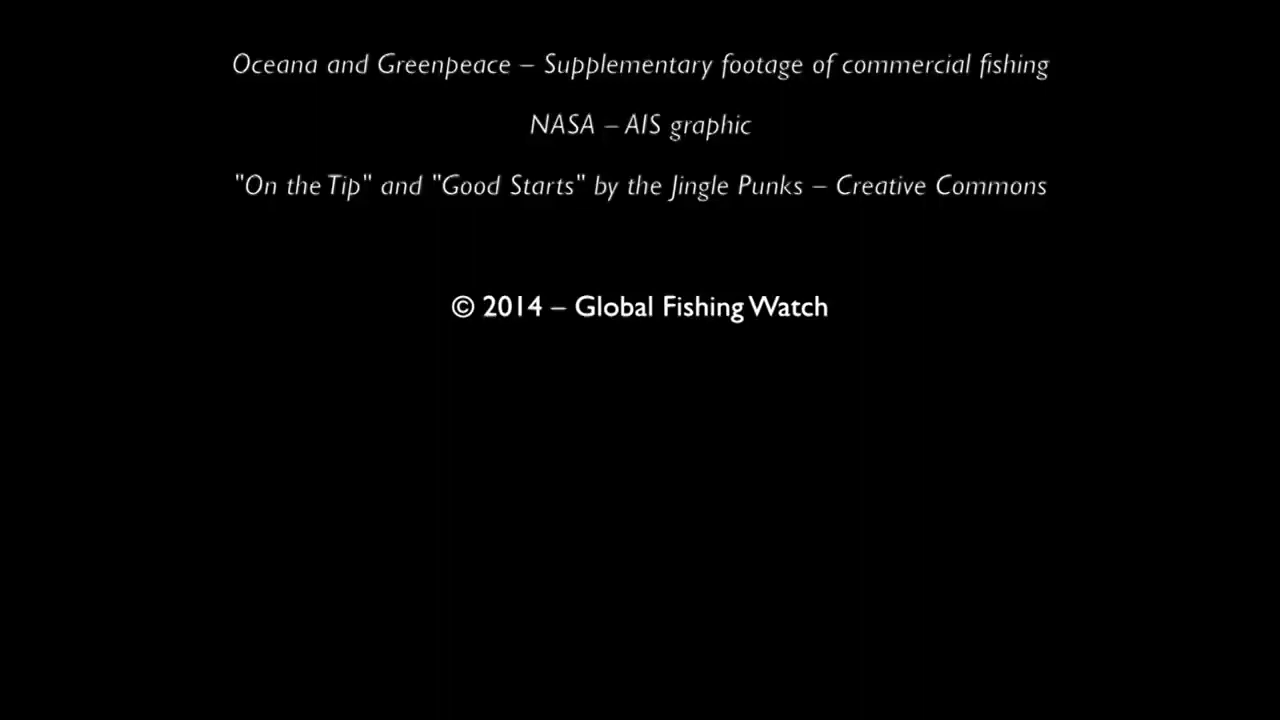 Oceana and Greenpeace – Supplementary footage of commercial fishing
NASA – AIS graphic
"On the Tip" and "Good Starts" by the Jingle Punks – Creative Commons
© 2014 – Global Fishing Watch